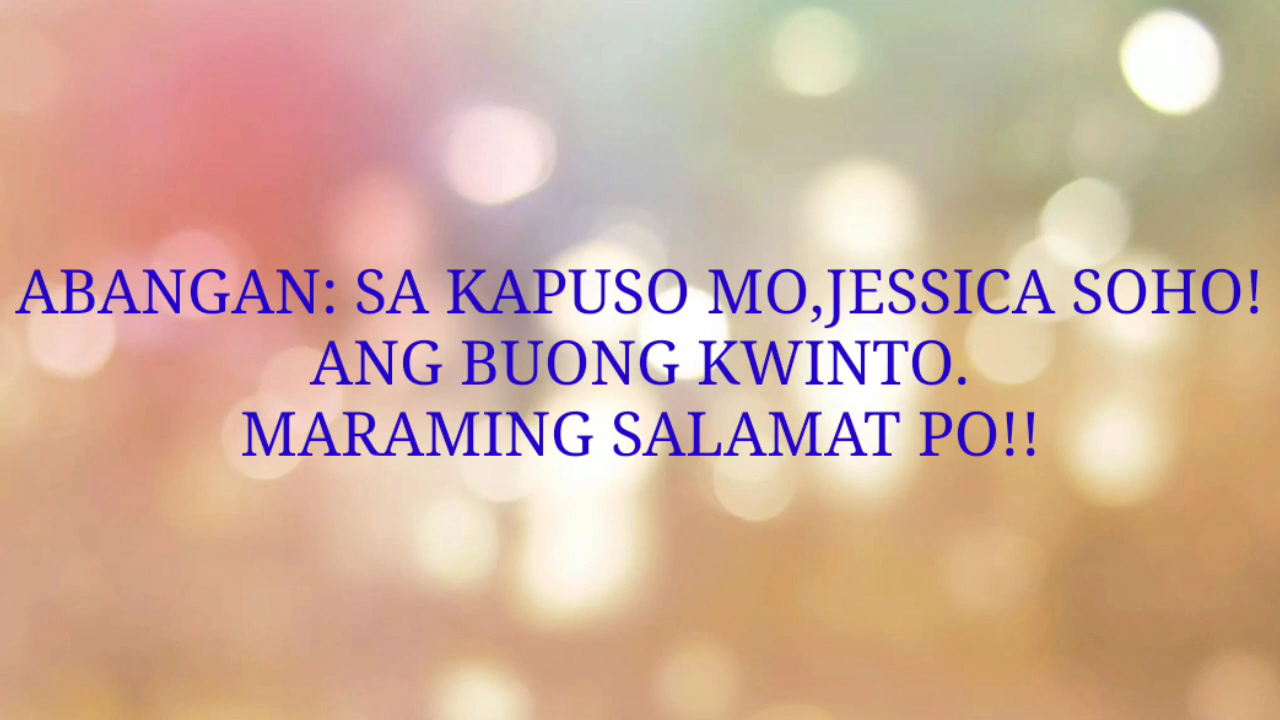 ABANGAN: SA KAPUSO MO,JESSICA SOHO!
ANG BUONG KWINTO.
MARAMING SALAMAT PO!!